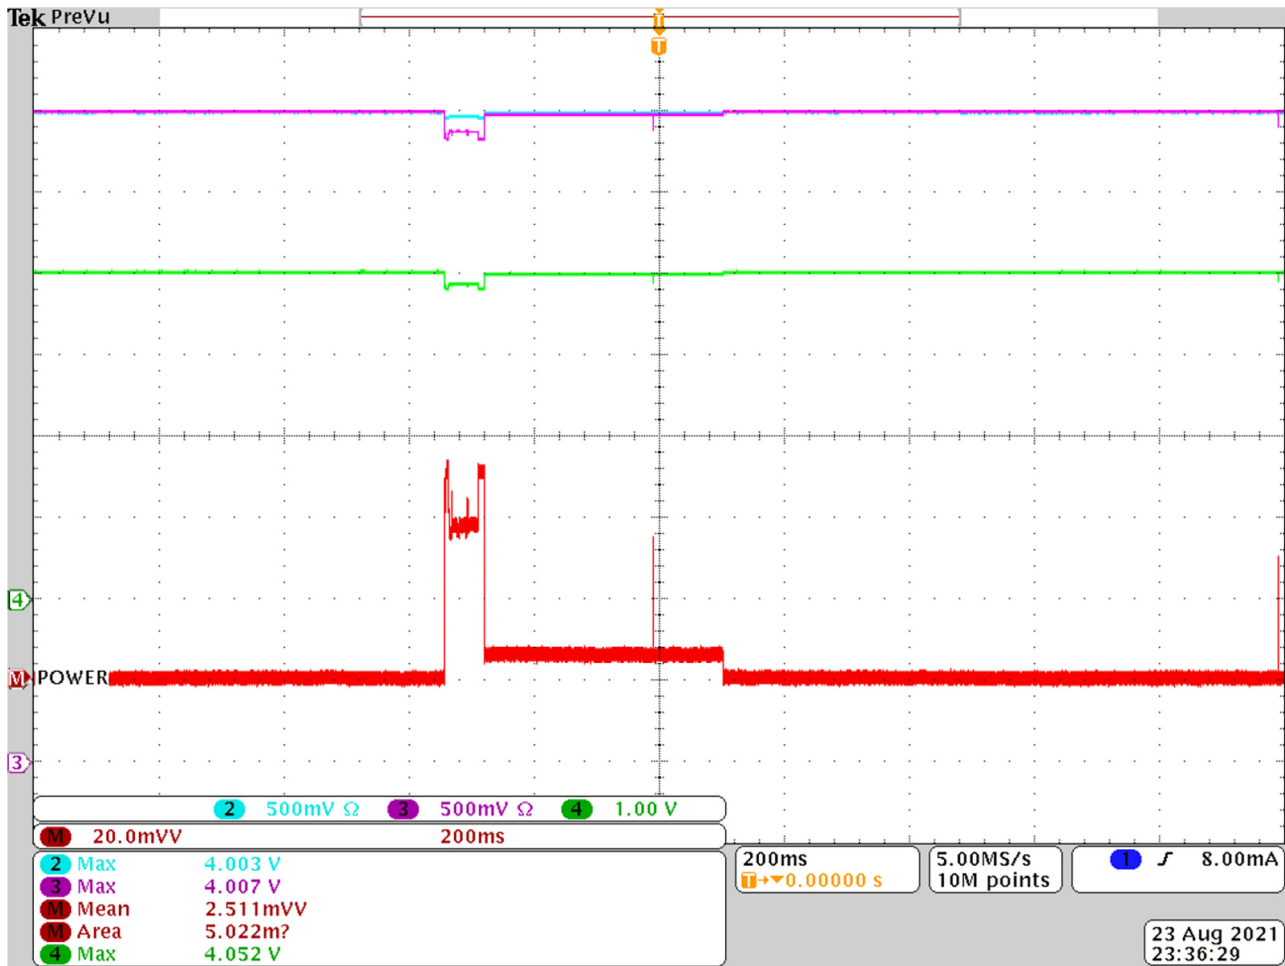 Tek PreVu
T
T
4
M POWER
3
2 500mV Ω 3 500mV Ω 4 1.00 V
M 20.0mVV 200ms
2 Max 4.003 V
3 Max 4.007 V
M Mean 2.511mVV
M Area 5.022m?
4 Max 4.052 V
200ms
T→▼0.00000 s
5.00MS/s
10M points
1 ƒ 8.00mA
23 Aug 2021
23:36:29